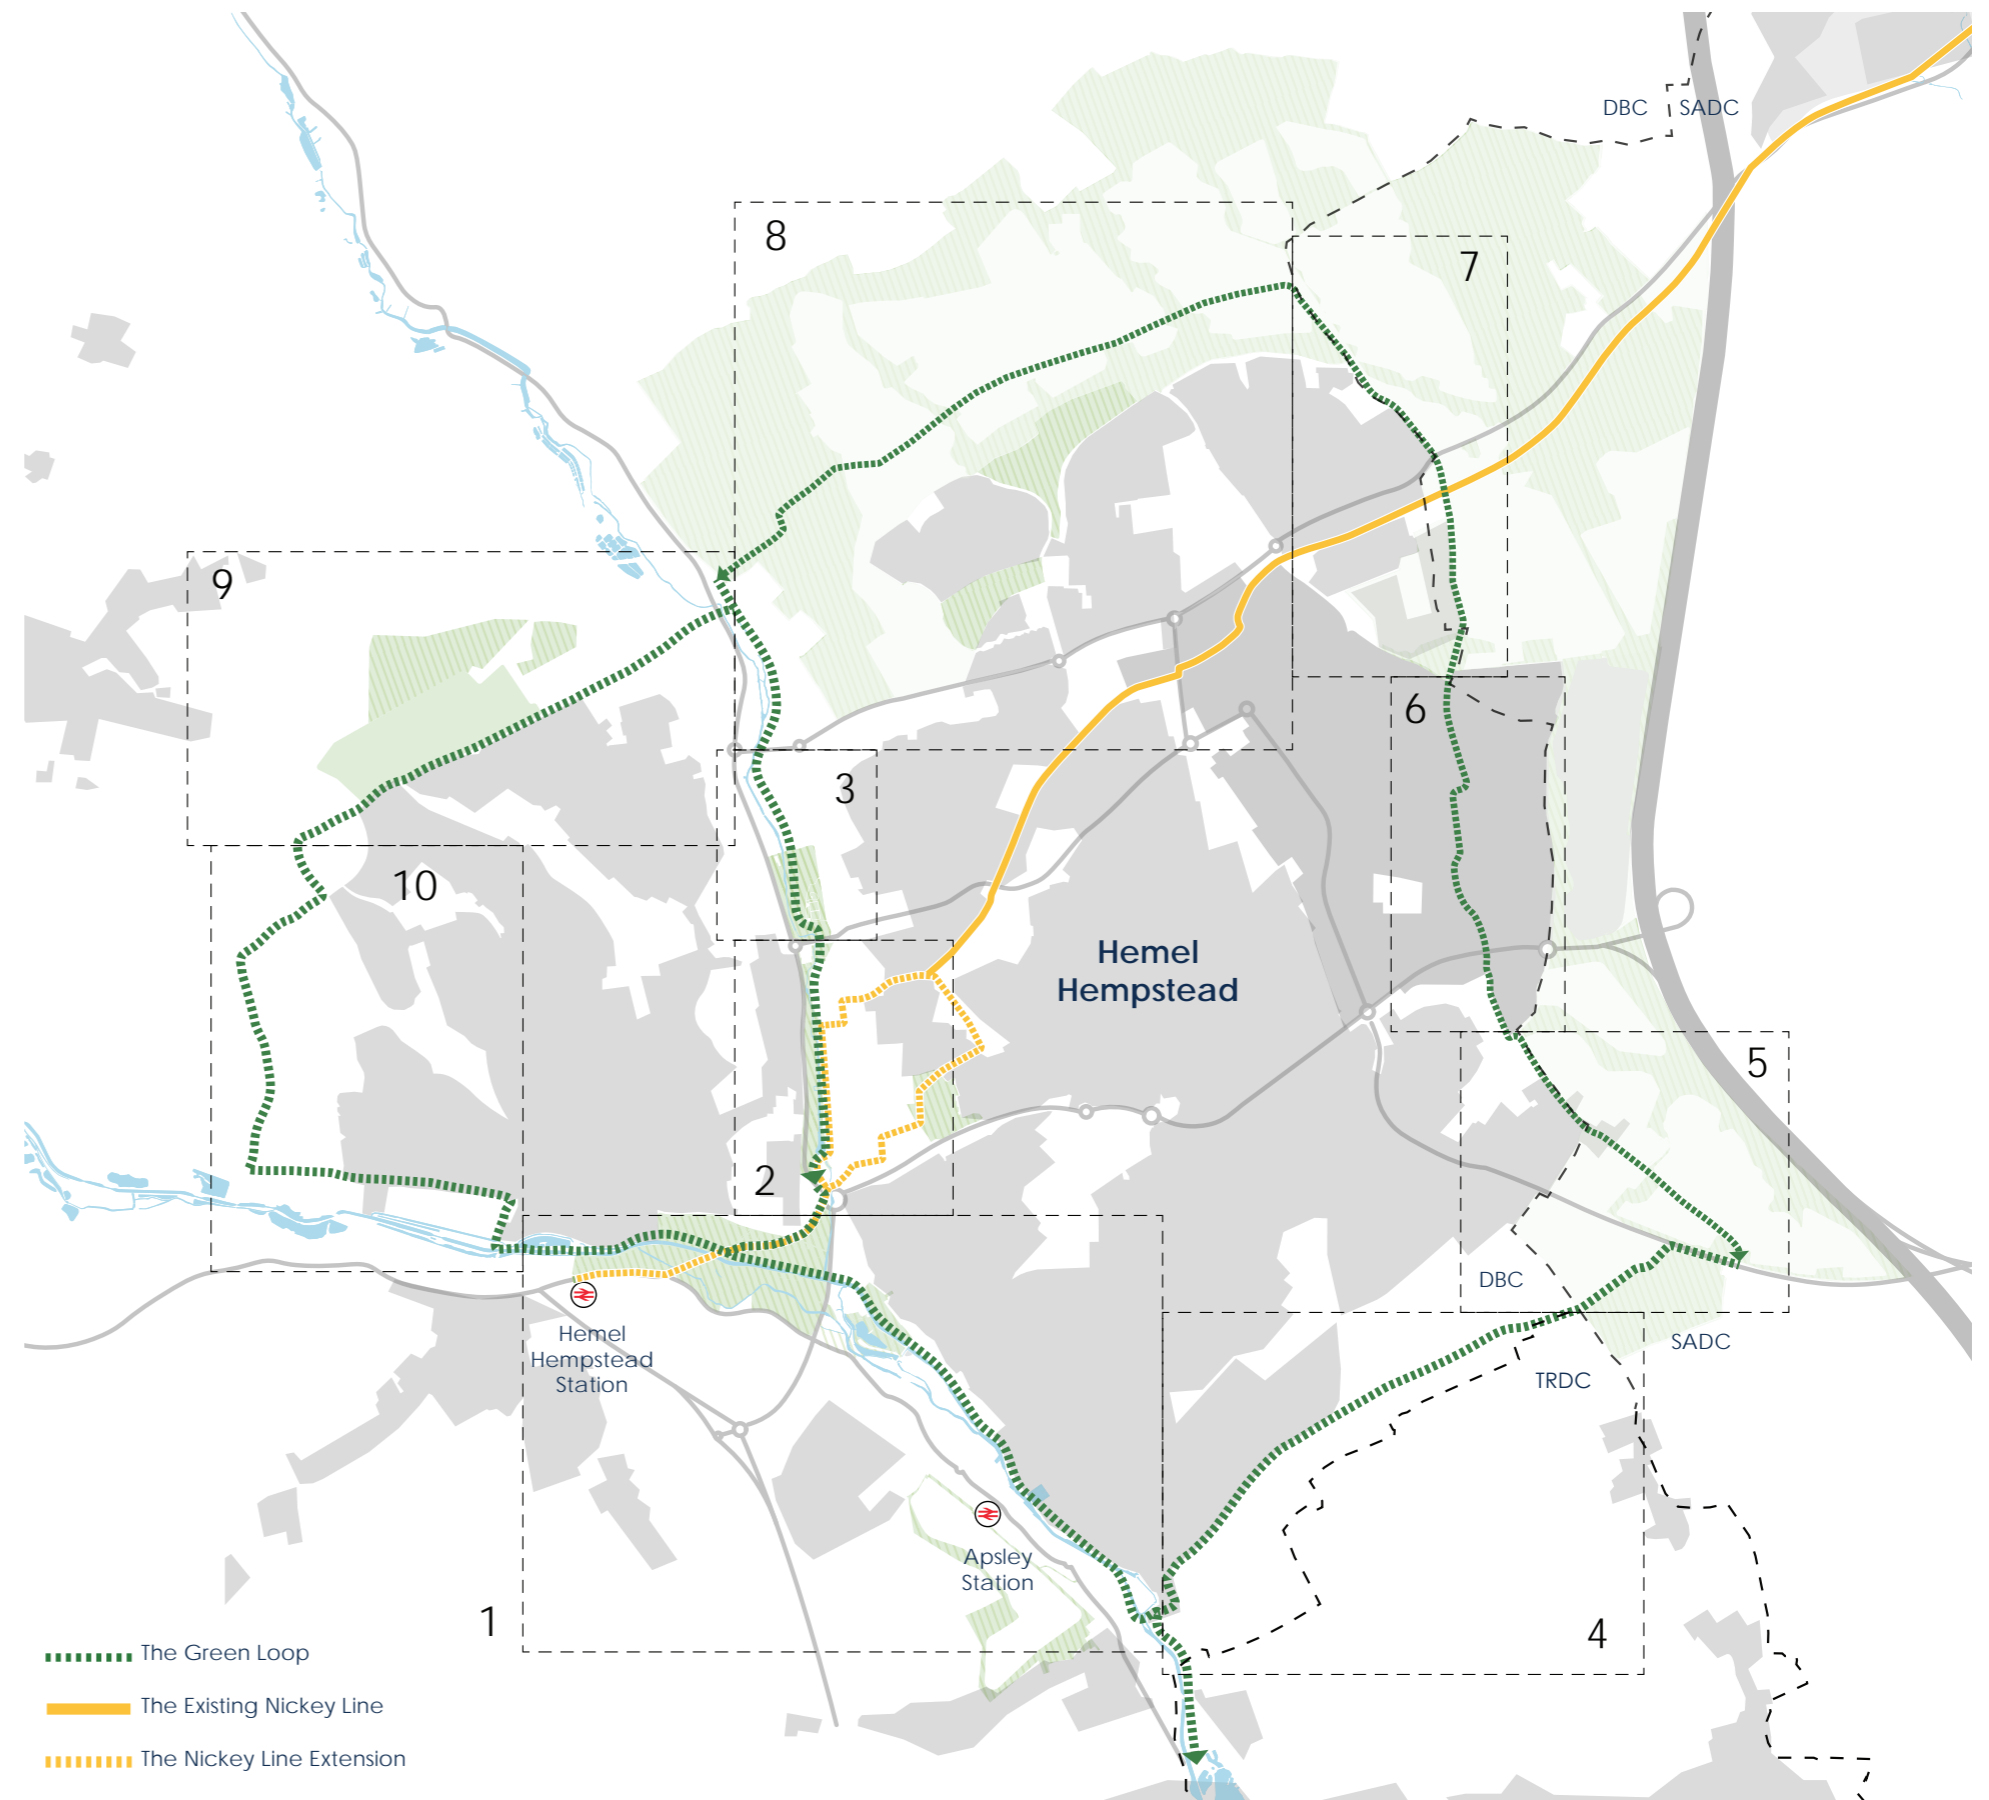 DBC
SADC
8
7
9
6
3
10
Hemel
Hempstead
5
2
DBC
Hemel
Hempstead
Station
SADC
TRDC
Apsley
Station
1
4
The Green Loop
The Existing Nickey Line
The Nickey Line Extension